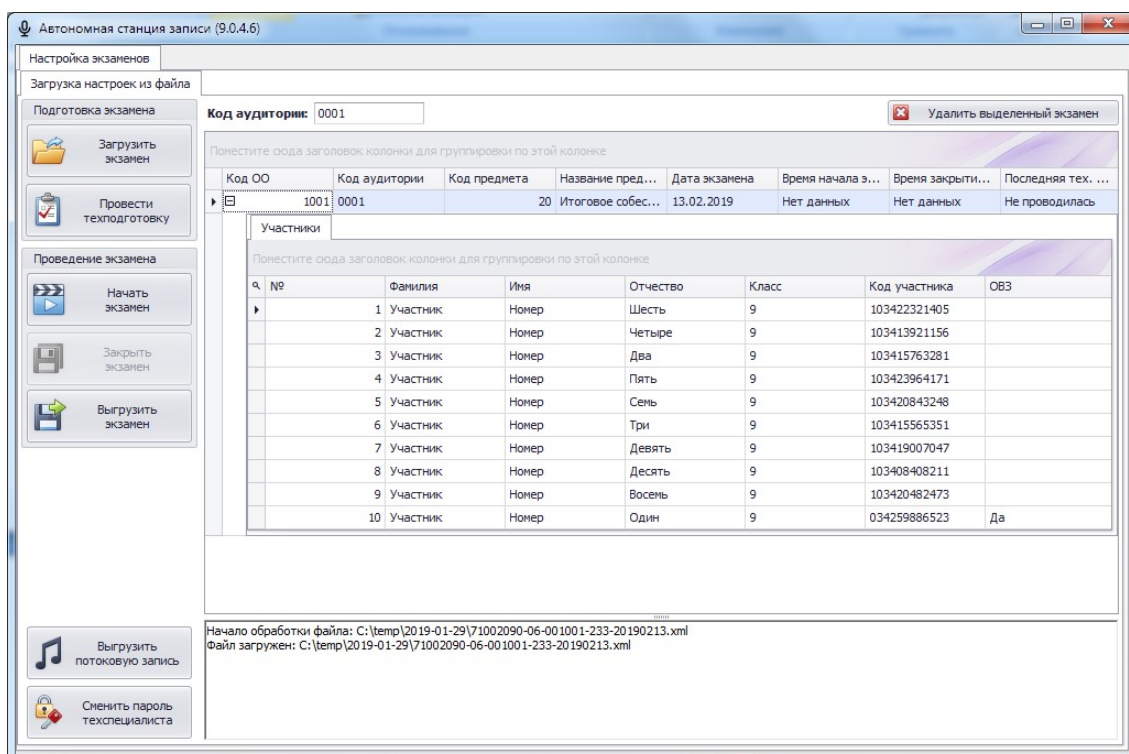 Автономная станция записи (9.0.4.6)
Настройка экзаменов
Загрузка настроек из файла
Подготовка экзамена
Загрузить
экзамен
Провести
техподготовку
Проведение экзамена
Начать
экзамен
Закрыть
экзамен
Выгрузить
экзамен
Выгрузить
потоковую запись
Сменить пароль
техспециалиста
Код аудитории: 0001
Удалить выделенный экзамен
Поместите сюда заголовок колонки для группировки по этой колонке
Код ОО Код аудитории Код предмета Название пред... Дата экзамена Время начала э... Время закрыти... Последняя тех. ...
1001 0001 20 Итоговое собес... 13.02.2019 Нет данных Нет данных Не проводилась
Участники
Поместите сюда заголовок колонки для группировки по этой колонке
№ Фамилия Имя Отчество Класс Код участника ОВЗ
1 Участник Номер Шесть 9 103422321405
2 Участник Номер Четыре 9 103413921156
3 Участник Номер Два 9 103415763281
4 Участник Номер Пять 9 103423964171
5 Участник Номер Семь 9 103420843248
6 Участник Номер Три 9 103415565351
7 Участник Номер Девять 9 103419007047
8 Участник Номер Десять 9 103408408211
9 Участник Номер Восемь 9 103420482473
10 Участник Номер Один 9 034259886523 Да
Начало обработки файла: C:\temp\2019-01-29\71002090-06-001001-233-20190213.xml
Файл загружен: C:\temp\2019-01-29\71002090-06-001001-233-20190213.xml